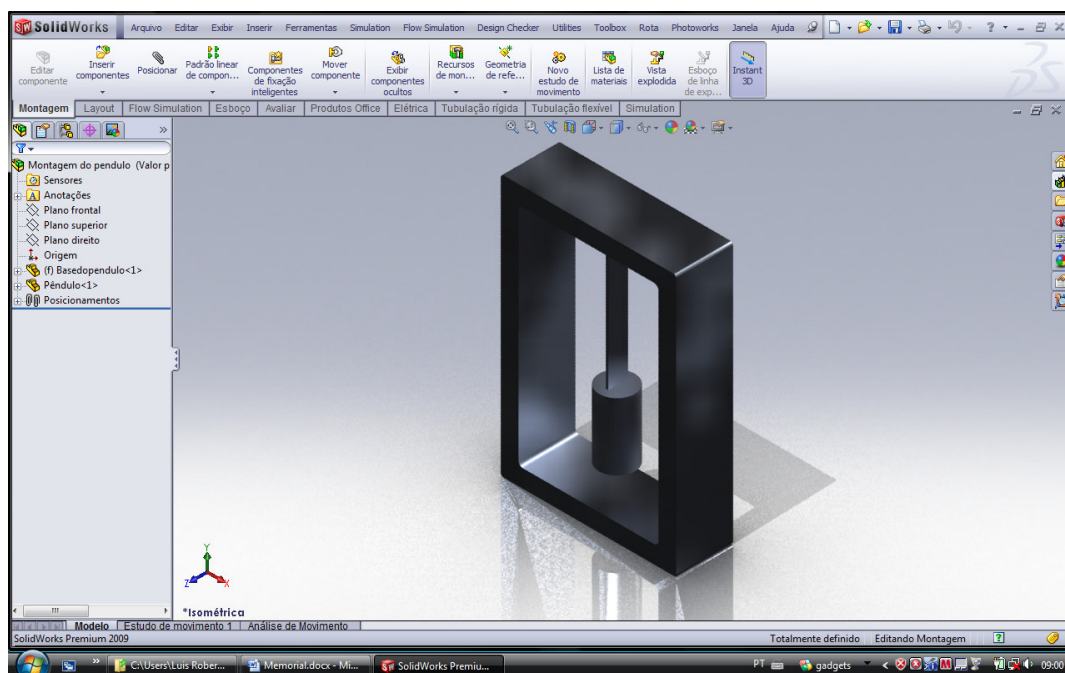 SolidWorks Arquivo Editar Exibir Inserir Ferramentas Simulation Flow Simulation Design Checker Utilities Toolbox Rota Photoworks Janela Ajuda ?
Editar componente
Inserir componentes
Posicionar
Padrão linear de compon...
Componentes de fixação inteligentes
Mover componente
Exibir componentes ocultos
Recursos de mon...
Geometria de refe...
Novo estudo de movimento
Lista de materiais
Vista explodida
Esboço de linha de exp...
Instant 3D
Montagem Layout Flow Simulation Esboço Avaliar Produtos Office Elétrica Tubulação rígida Tubulação flexível Simulation
Montagem do pendulo (Valor p
Sensores
A Anotações
Plano frontal
Plano superior
Plano direito
Origem
(f) Basedopendulo<1>
Pêndulo<1>
Posicionamentos
Y
Z X
*Isométrica
Modelo Estudo de movimento 1 Análise de Movimento
SolidWorks Premium 2009 Totalmente definido Editando Montagem ?
C:\Users\Luis Rober... Memorial.docx - Mi... SolidWorks Premiu... PT gadgets 09:00